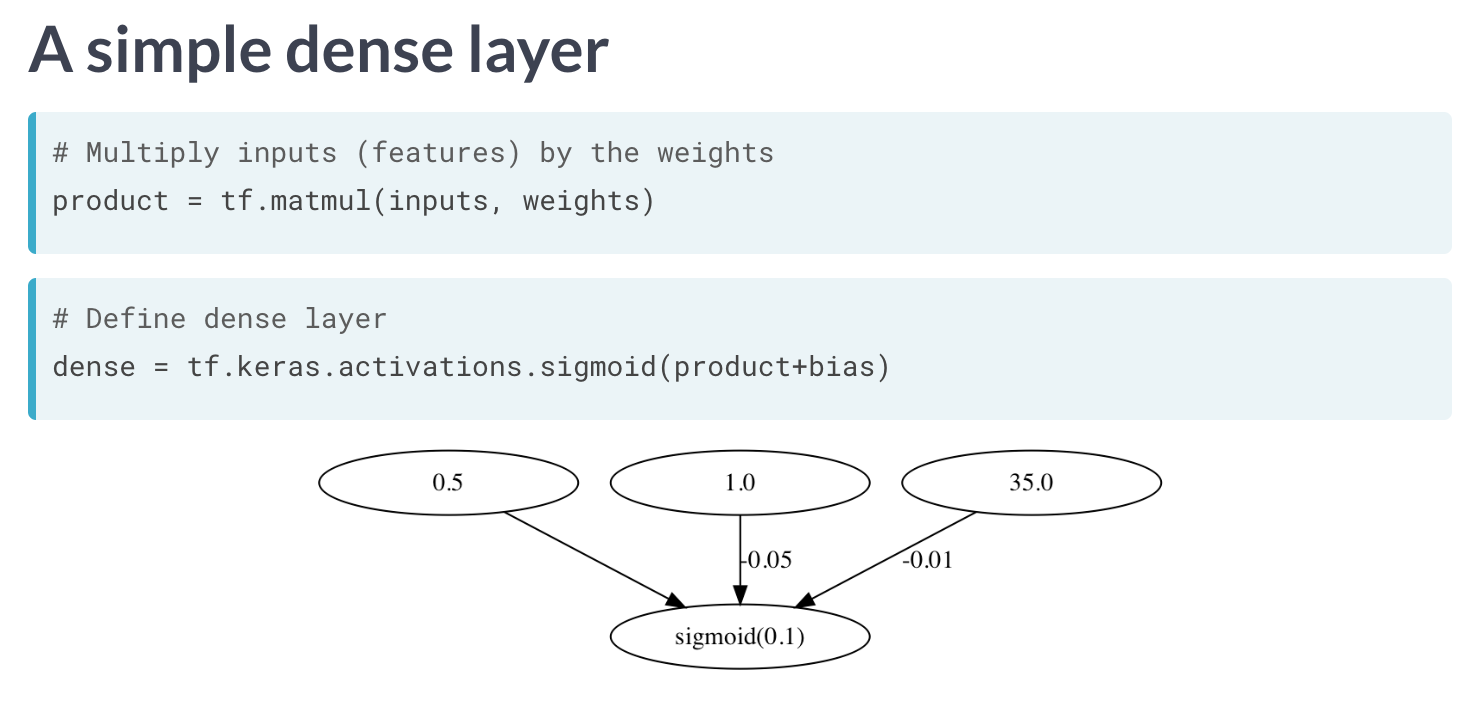 A simple dense layer
# Multiply inputs (features) by the weights
product = tf.matmul(inputs, weights)
# Define dense layer
dense = tf.keras.activations.sigmoid(product+bias)
0.5 1.0 35.0
-0.05 -0.01
sigmoid(0.1)